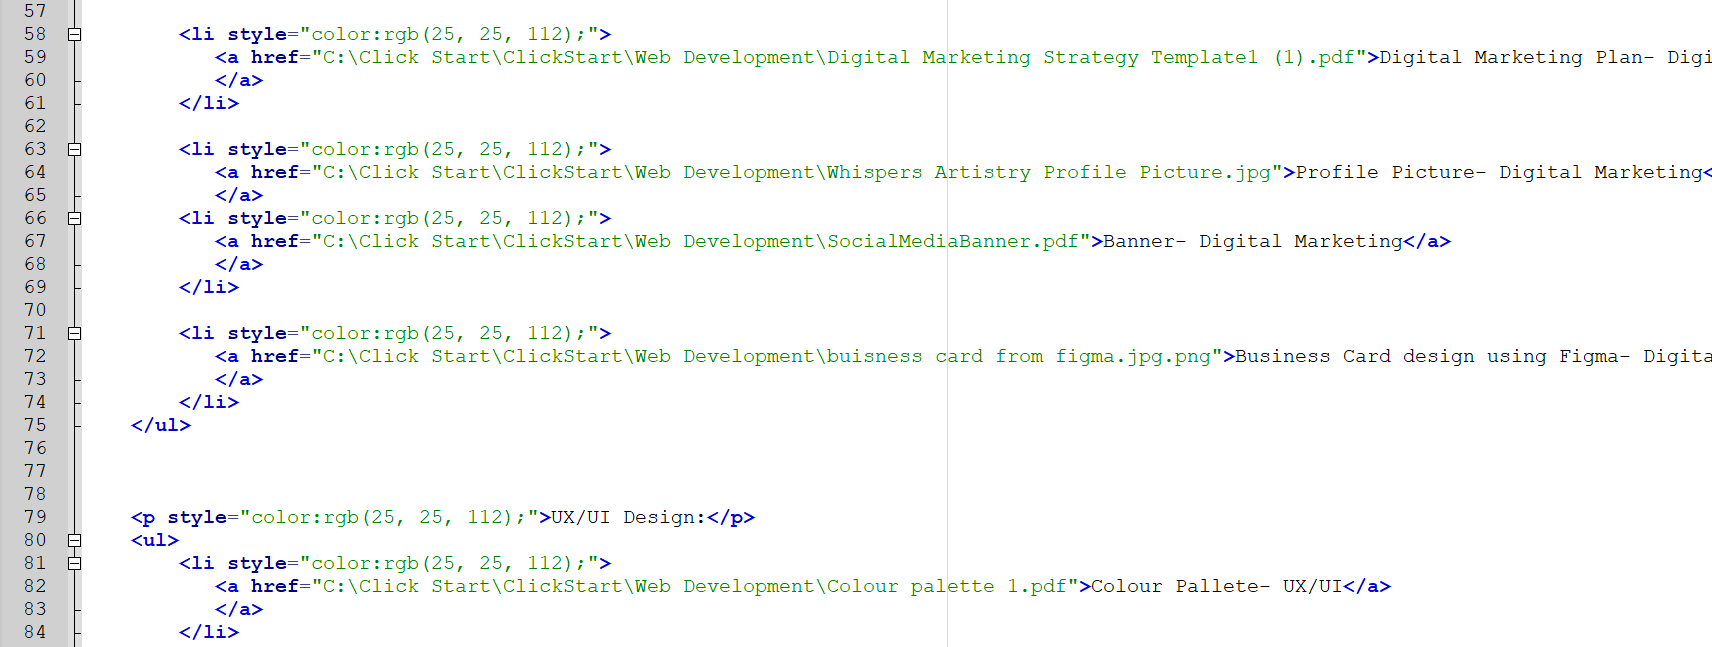 57
58 <li style="color:rgb(25, 25, 112);">
59 <a href="C:\Click Start\ClickStart\Web Development\Digital Marketing Strategy Template1 (1).pdf">Digital Marketing Plan- Digi
60 </a>
61 </li>
62
63 <li style="color:rgb(25, 25, 112);">
64 <a href="C:\Click Start\ClickStart\Web Development\Whispers Artistry Profile Picture.jpg">Profile Picture- Digital Marketing<
65 </a>
66 <li style="color:rgb(25, 25, 112);">
67 <a href="C:\Click Start\ClickStart\Web Development\SocialMediaBanner.pdf">Banner- Digital Marketing</a>
68 </a>
69 </li>
70
71 <li style="color:rgb(25, 25, 112);">
72 <a href="C:\Click Start\ClickStart\Web Development\buisness card from figma.jpg.png">Business Card design using Figma- Digita
73 </a>
74 </li>
75 </ul>
76
77
78
79 <p style="color:rgb(25, 25, 112);">UX/UI Design:</p>
80 <ul>
81 <li style="color:rgb(25, 25, 112);">
82 <a href="C:\Click Start\ClickStart\Web Development\Colour palette 1.pdf">Colour Pallete- UX/UI</a>
83 </a>
84 </li>